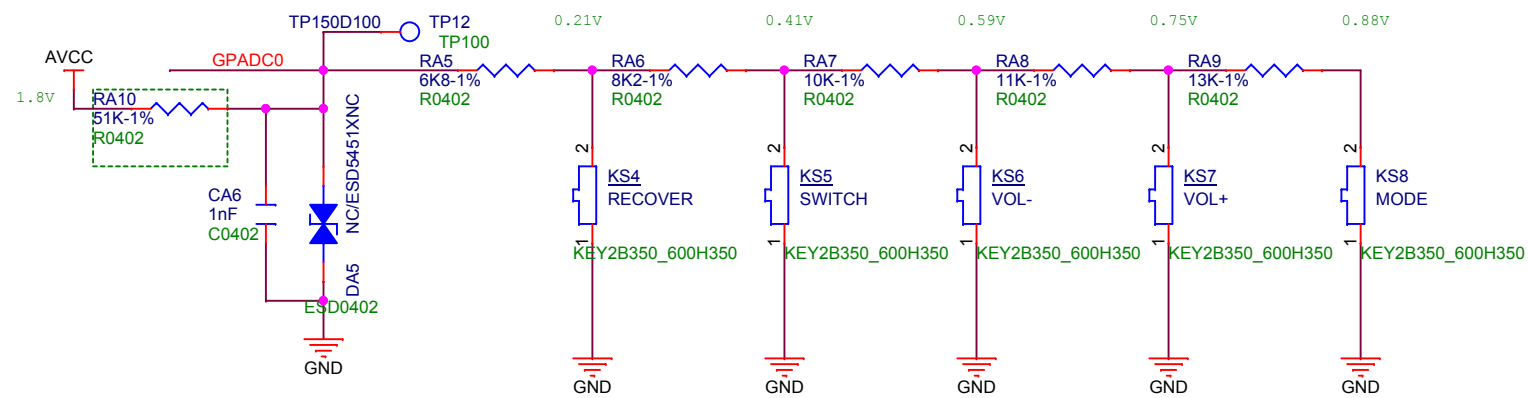 0.21V
0.41V
0.59V
0.75V
0.88V
TP150D100
TP12
TP100
AVCC
GPADC0
1.8V
RA10
51K-1%
R0402
RA5
6K8-1%
R0402
RA6
8K2-1%
R0402
RA7
10K-1%
R0402
RA8
11K-1%
R0402
RA9
13K-1%
R0402
CA6
1nF
C0402
NC/ESD5451XNC
DA5
ESD0402
GND
2
KS4
RECOVER
1
KEY2B350_600H350
GND
2
KS5
SWITCH
1
KEY2B350_600H350
GND
2
KS6
VOL-
1
KEY2B350_600H350
GND
2
KS7
VOL+
1
KEY2B350_600H350
GND
2
KS8
MODE
1
KEY2B350_600H350
GND